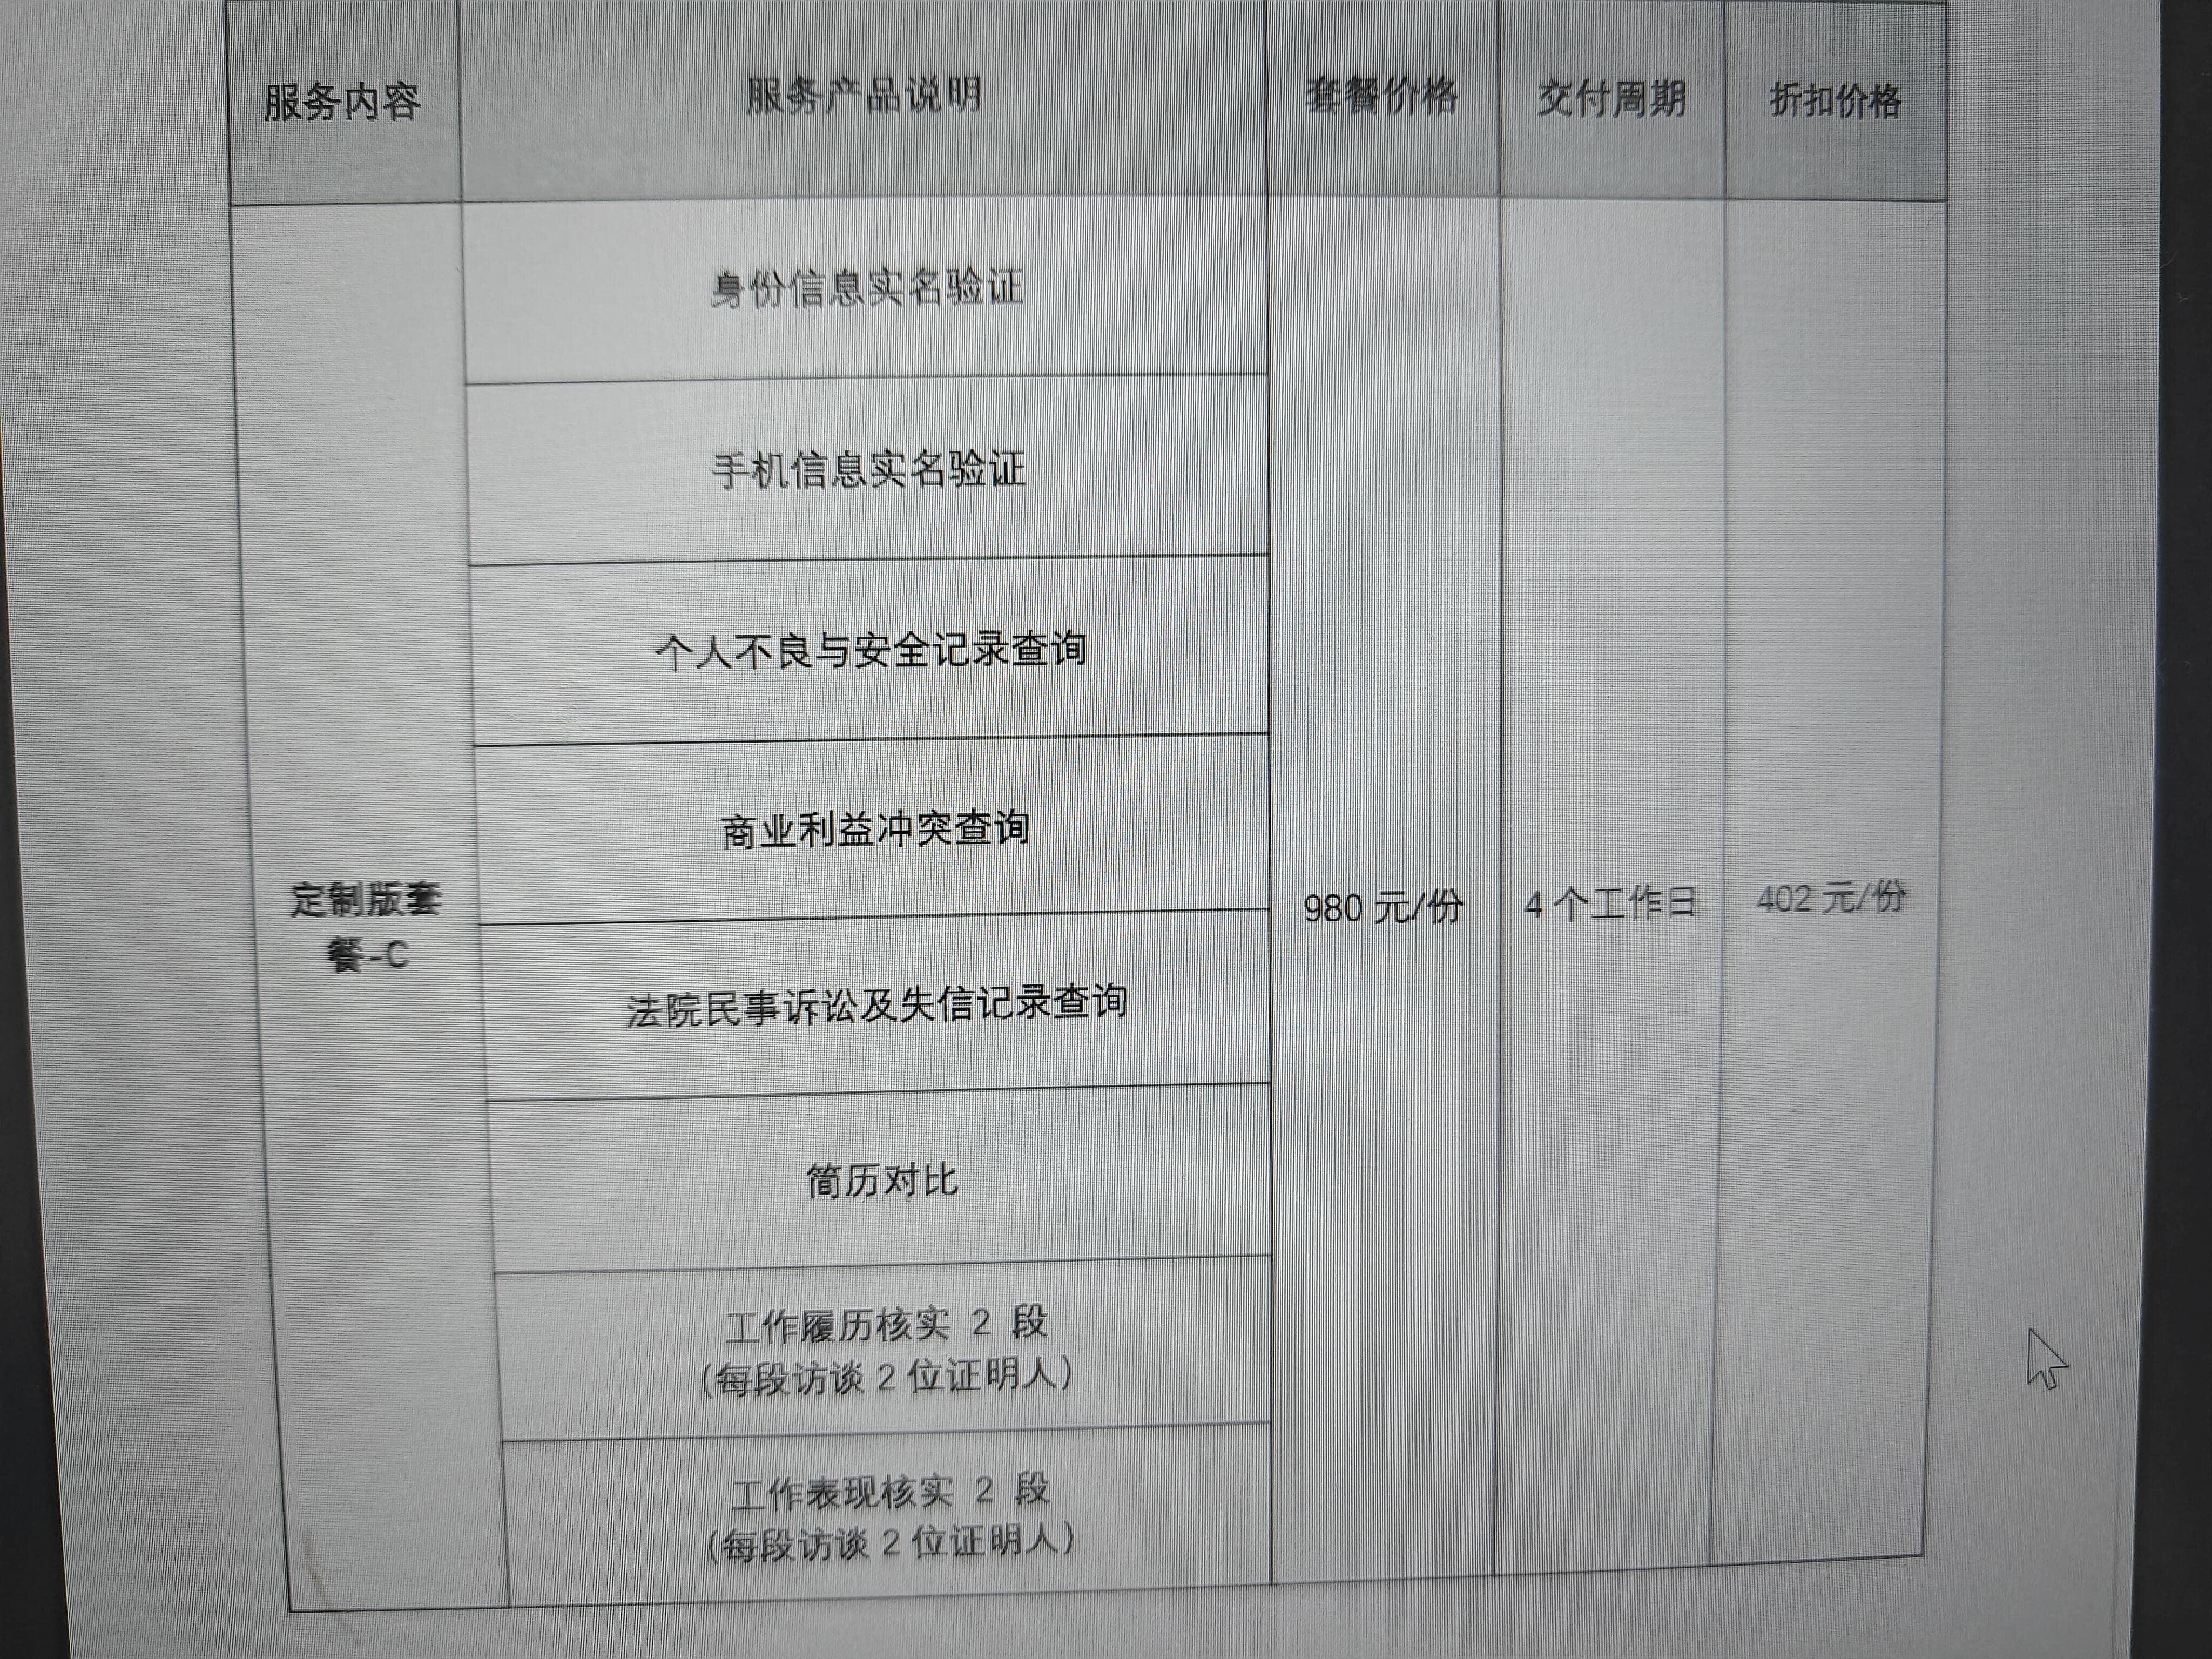 服务内容 服务产品说明 套餐价格 交付周期 折扣价格
身份信息实名验证
手机信息实名验证
个人不良与安全记录查询
商业利益冲突查询
定制版套
餐-C
980 元/份 4 个工作日 402 元/份
法院民事诉讼及失信记录查询
简历对比
工作履历核实 2 段
（每段访谈 2 位证明人）
工作表现核实 2 段
（每段访谈 2 位证明人）